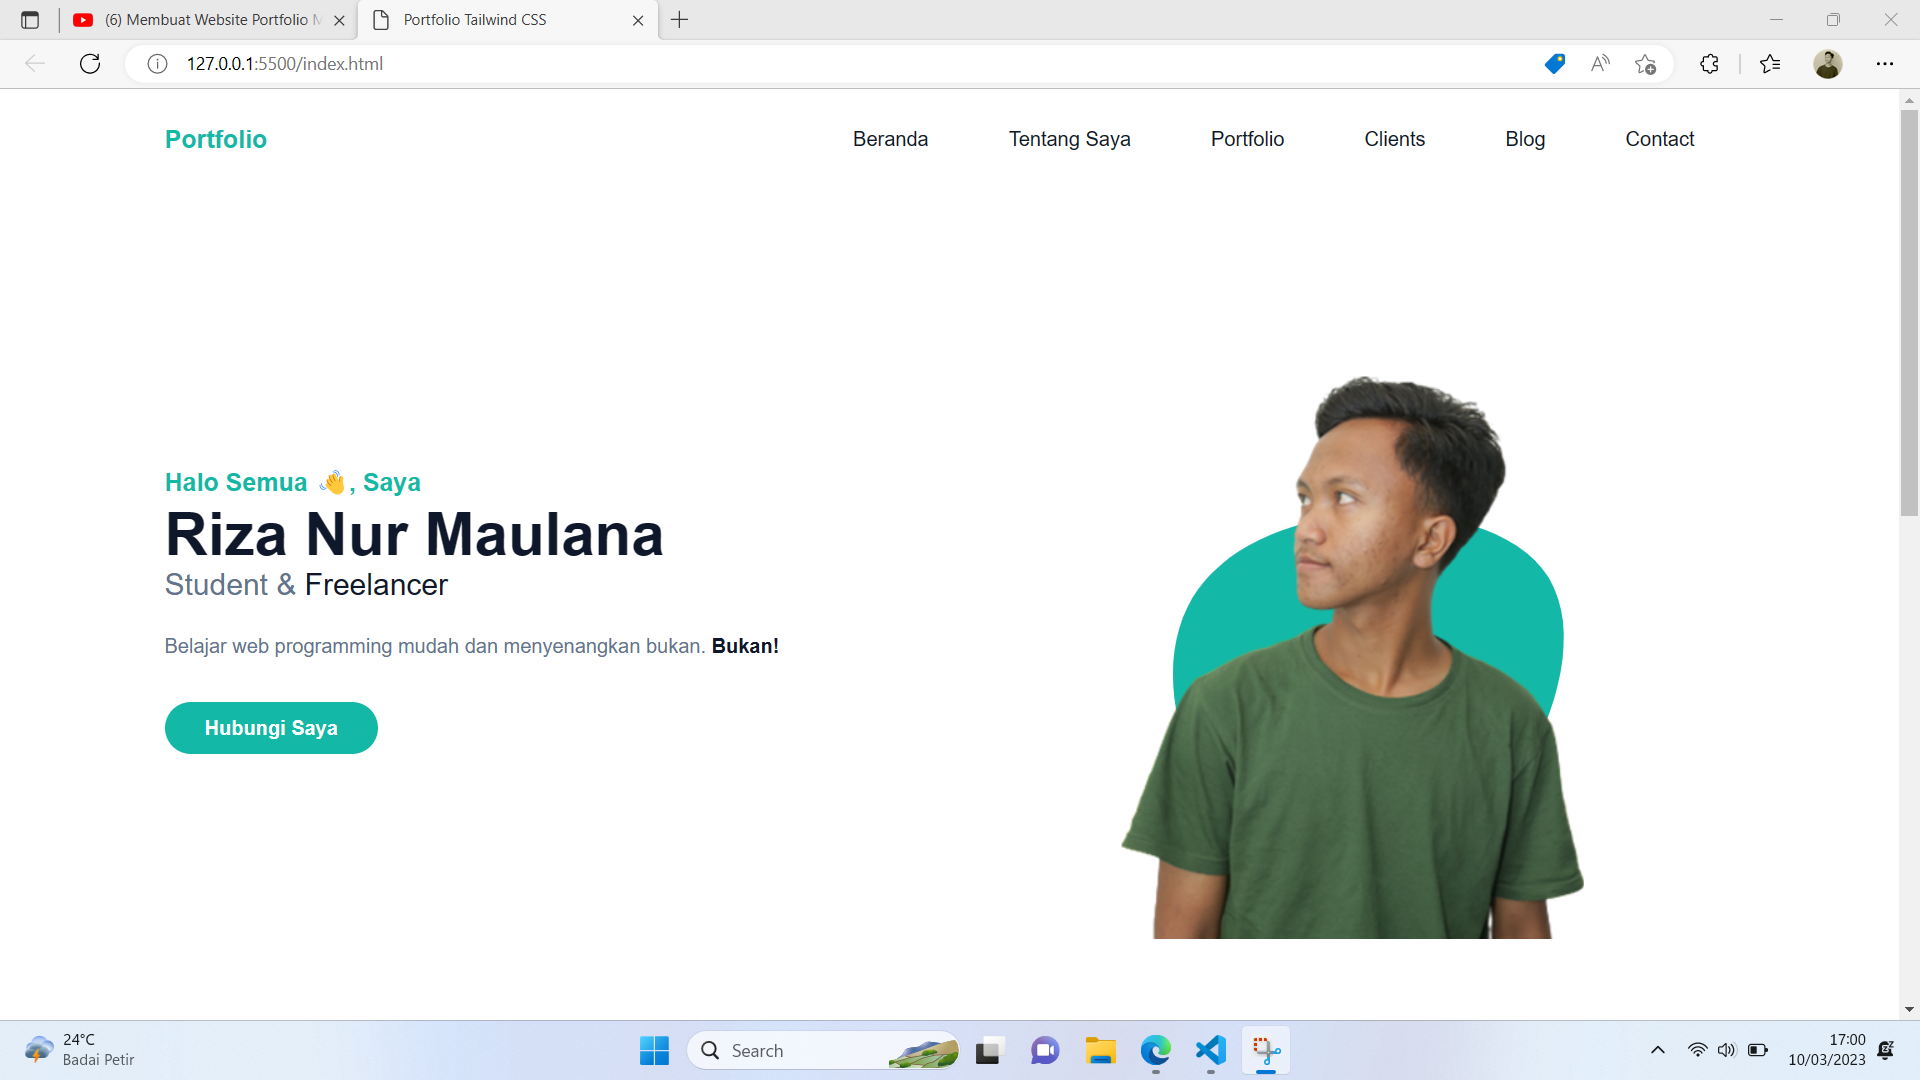 (6) Membuat Website Portfolio M
Portfolio Tailwind CSS
127.0.0.1:5500/index.html
Portfolio
Beranda
Tentang Saya
Portfolio
Clients
Blog
Contact
Halo Semua 👋, Saya
Riza Nur Maulana
Student & Freelancer
Belajar web programming mudah dan menyenangkan bukan. Bukan!
Hubungi Saya
24°C
Badai Petir
Search
17:00
10/03/2023